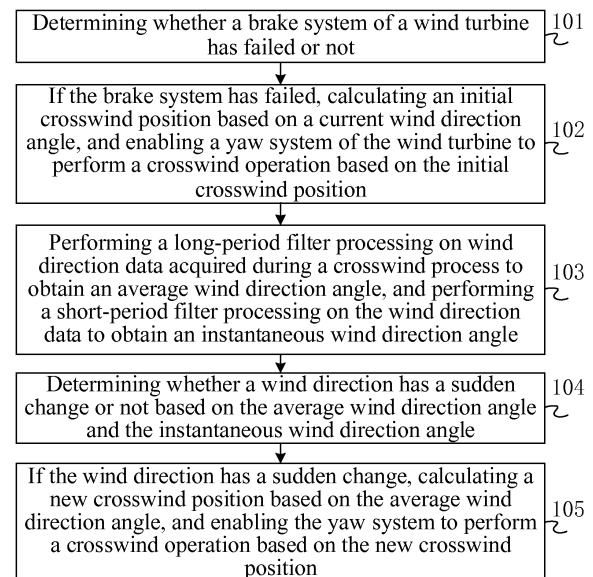 Determining whether a brake system of a wind turbine
has failed or not
101
If the brake system has failed, calculating an initial
crosswind position based on a current wind direction
angle, and enabling a yaw system of the wind turbine to
perform a crosswind operation based on the initial
crosswind position
102
Performing a long-period filter processing on wind
direction data acquired during a crosswind process to
obtain an average wind direction angle, and performing
a short-period filter processing on the wind direction
data to obtain an instantaneous wind direction angle
103
Determining whether a wind direction has a sudden
change or not based on the average wind direction angle
and the instantaneous wind direction angle
104
If the wind direction has a sudden change, calculating a
new crosswind position based on the average wind
direction angle, and enabling the yaw system to perform
a crosswind operation based on the new crosswind
position
105